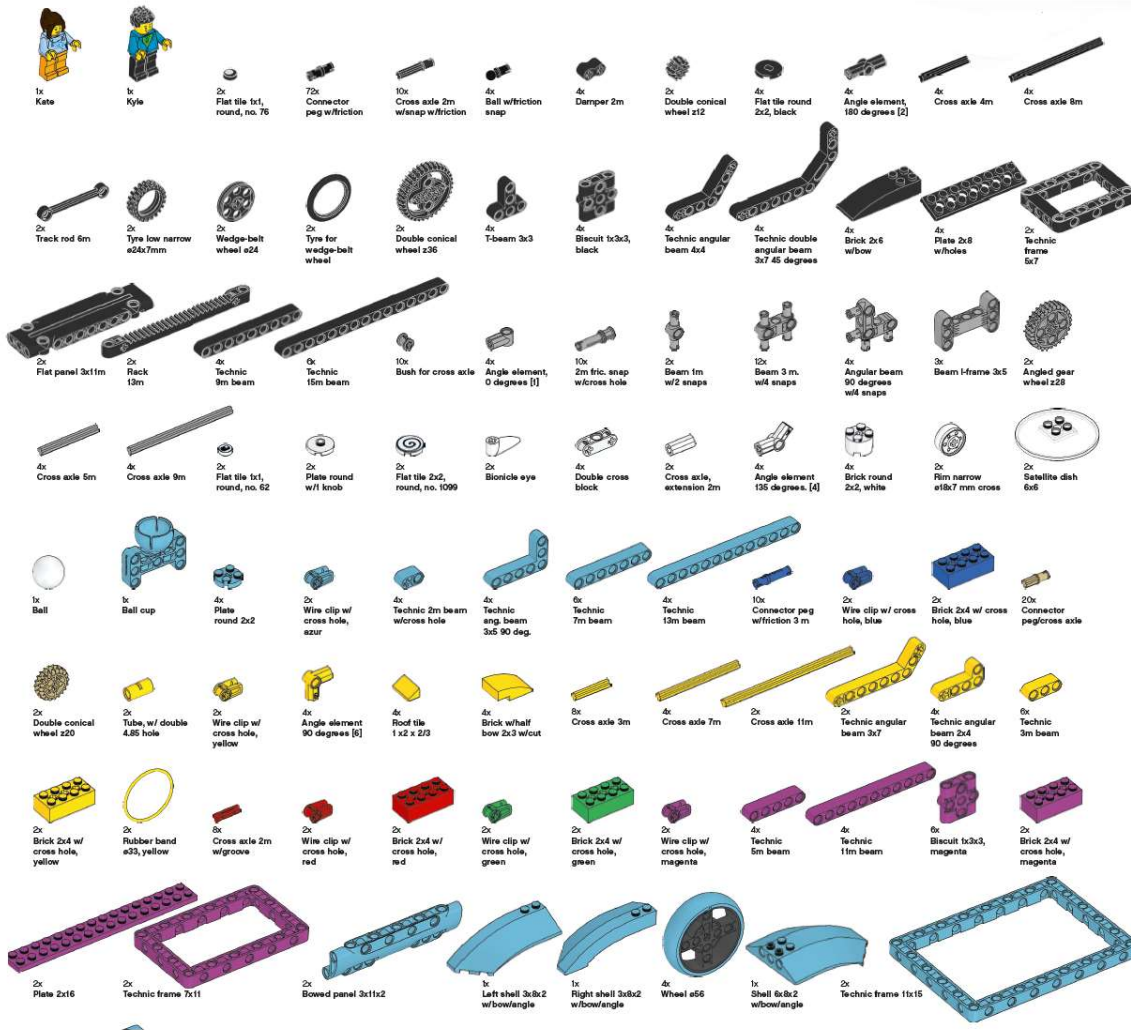 1x
Kate
1x
Kyle
2x
Flat tile 1x1,
round, no. 76
72x
Connector
peg w/friction
10x
Cross axle 2m
w/snap w/friction
4x
Ball w/friction
snap
4x
Damper 2m
2x
Double conical
wheel z12
4x
Flat tile round
2x2, black
4x
Angle element,
180 degrees [2]
4x
Cross axle 4m
4x
Cross axle 8m
2x
Track rod 6m
2x
Tyre low narrow
ø24x7mm
2x
Wedge-belt
wheel ø24
2x
Tyre for
wedge-belt
wheel
2x
Double conical
wheel z36
4x
T-beam 3x3
4x
Biscuit 1x3x3,
black
4x
Technic angular
beam 4x4
4x
Technic double
angular beam
3x7 45 degrees
4x
Brick 2x6
w/bow
4x
Plate 2x8
w/holes
2x
Technic
frame
5x7
2x
Flat panel 3x11m
2x
Rack
13m
4x
Technic
9m beam
6x
Technic
15m beam
10x
Bush for cross axle
4x
Angle element,
0 degrees [1]
10x
2m fric. snap
w/cross hole
2x
Beam 1m
w/2 snaps
12x
Beam 3 m.
w/4 snaps
4x
Angular beam
90 degrees
w/4 snaps
3x
Beam I-frame 3x5
2x
Angled gear
wheel z28
4x
Cross axle 5m
4x
Cross axle 9m
2x
Flat tile 1x1,
round, no. 62
2x
Plate round
w/1 knob
2x
Flat tile 2x2,
round, no. 1099
2x
Bionicle eye
4x
Double cross
block
2x
Cross axle,
extension 2m
4x
Angle element
135 degrees. [4]
4x
Brick round
2x2, white
2x
Rim narrow
ø18x7 mm cross
2x
Satellite dish
6x6
1x
Ball
1x
Ball cup
4x
Plate
round 2x2
2x
Wire clip w/
cross hole,
azur
4x
Technic 2m beam
w/cross hole
4x
Technic
ang. beam
3x5 90 deg.
6x
Technic
7m beam
4x
Technic
13m beam
10x
Connector peg
w/friction 3 m
2x
Wire clip w/ cross
hole, blue
2x
Brick 2x4 w/ cross
hole, blue
20x
Connector
peg/cross axle
2x
Double conical
wheel z20
2x
Tube, w/ double
4.85 hole
2x
Wire clip w/
cross hole,
yellow
4x
Angle element
90 degrees [6]
4x
Roof tile
1 x2 x 2/3
4x
Brick w/half
bow 2x3 w/cut
8x
Cross axle 3m
4x
Cross axle 7m
2x
Cross axle 11m
2x
Technic angular
beam 3x7
4x
Technic angular
beam 2x4
90 degrees
6x
Technic
3m beam
2x
Brick 2x4 w/
cross hole,
yellow
2x
Rubber band
ø33, yellow
8x
Cross axle 2m
w/groove
2x
Wire clip w/
cross hole,
red
2x
Brick 2x4 w/
cross hole,
red
2x
Wire clip w/
cross hole,
green
2x
Brick 2x4 w/
cross hole,
green
2x
Wire clip w/
cross hole,
magenta
4x
Technic
5m beam
4x
Technic
11m beam
6x
Biscuit 1x3x3,
magenta
2x
Brick 2x4 w/
cross hole,
magenta
2x
Plate 2x16
2x
Technic frame 7x11
2x
Bowed panel 3x11x2
1x
Left shell 3x8x2
w/bow/angle
1x
Right shell 3x8x2
w/bow/angle
4x
Wheel ø56
1x
Shell 6x8x2
w/bow/angle
2x
Technic frame 11x15